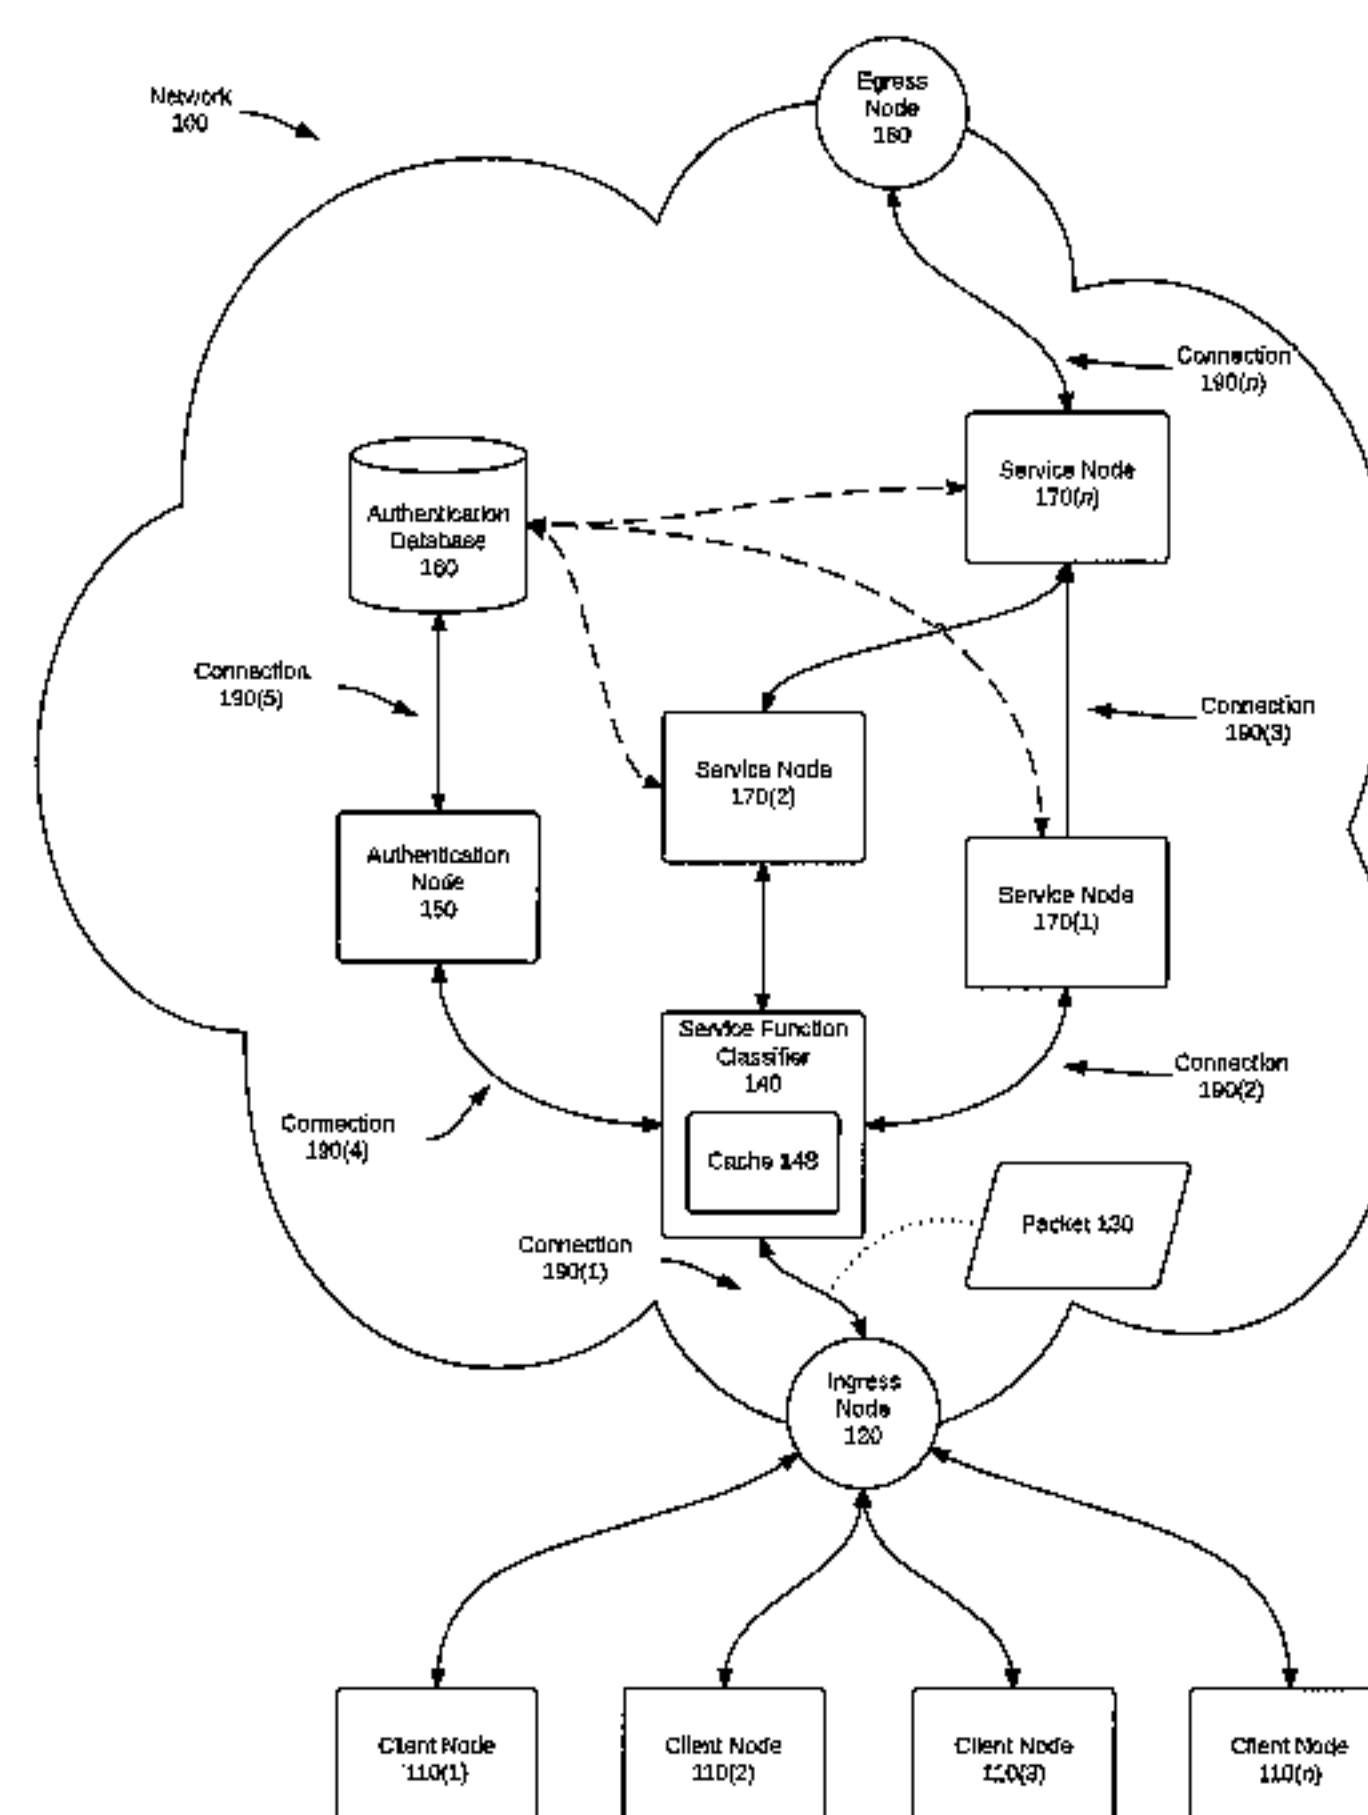 Egress
Node
180
Network
100
Connection
190(n)
Service Node
170(n)
Authentication
Database
160
Connection
190(5)
Connection
190(3)
Service Node
170(2)
Authentication
Node
150
Service Node
170(1)
Service Function
Classifier
140
Connection
190(2)
Connection
190(4)
Cache 148
Packet 130
Connection
190(1)
Ingress
Node
120
Client Node
110(1)
Client Node
110(2)
Client Node
110(3)
Client Node
110(n)